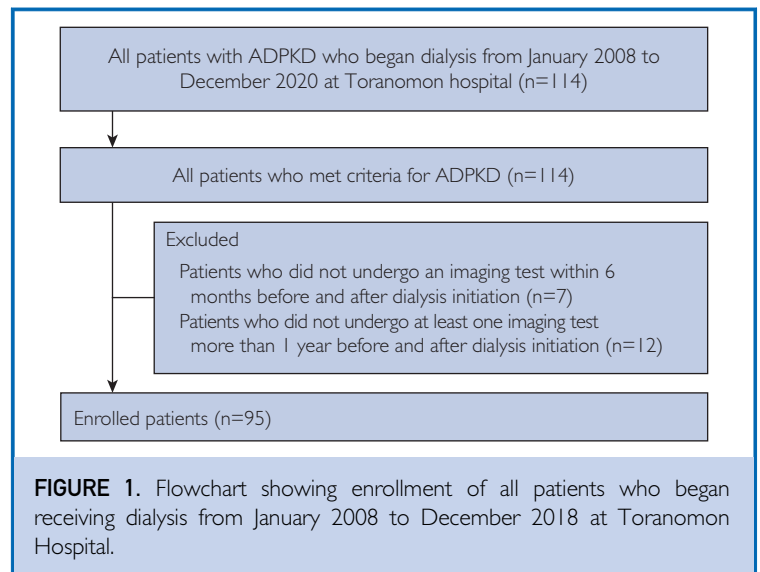 All patients with ADPKD who began dialysis from January 2008 to
December 2020 at Toranomon hospital (n=114)
All patients who met criteria for ADPKD (n=114)
Excluded
Patients who did not undergo an imaging test within 6
months before and after dialysis initiation (n=7)
Patients who did not undergo at least one imaging test
more than 1 year before and after dialysis initiation (n=12)
Enrolled patients (n=95)
FIGURE 1. Flowchart showing enrollment of all patients who began
receiving dialysis from January 2008 to December 2018 at Toranomon
Hospital.